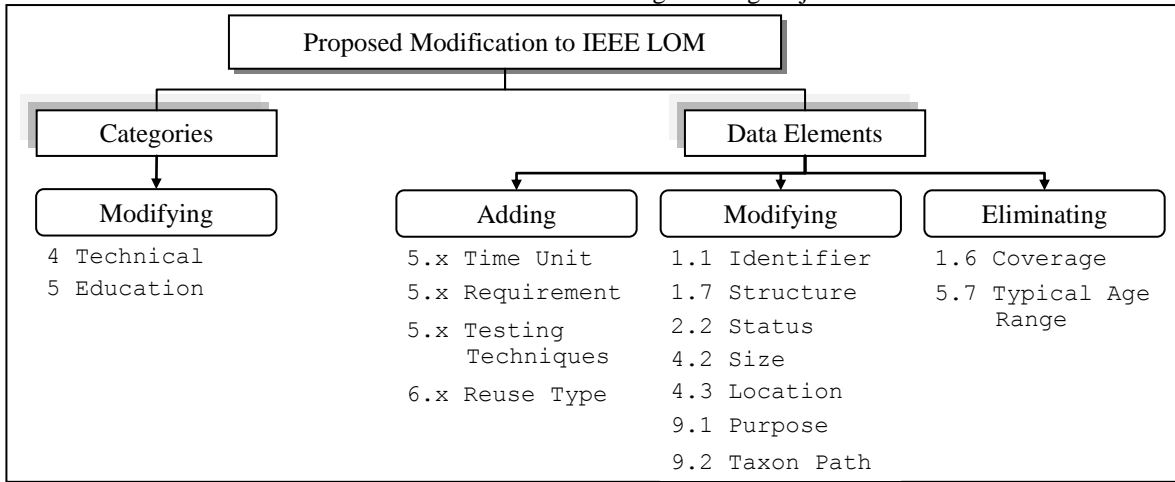 Proposed Modification to IEEE LOM
Categories
Data Elements
Modifying
Adding
Modifying
Eliminating
4 Technical
5 Education
5.x Time Unit
5.x Requirement
5.x Testing
Techniques
6.x Reuse Type
1.1 Identifier
1.7 Structure
2.2 Status
4.2 Size
4.3 Location
9.1 Purpose
9.2 Taxon Path
1.6 Coverage
5.7 Typical Age
Range